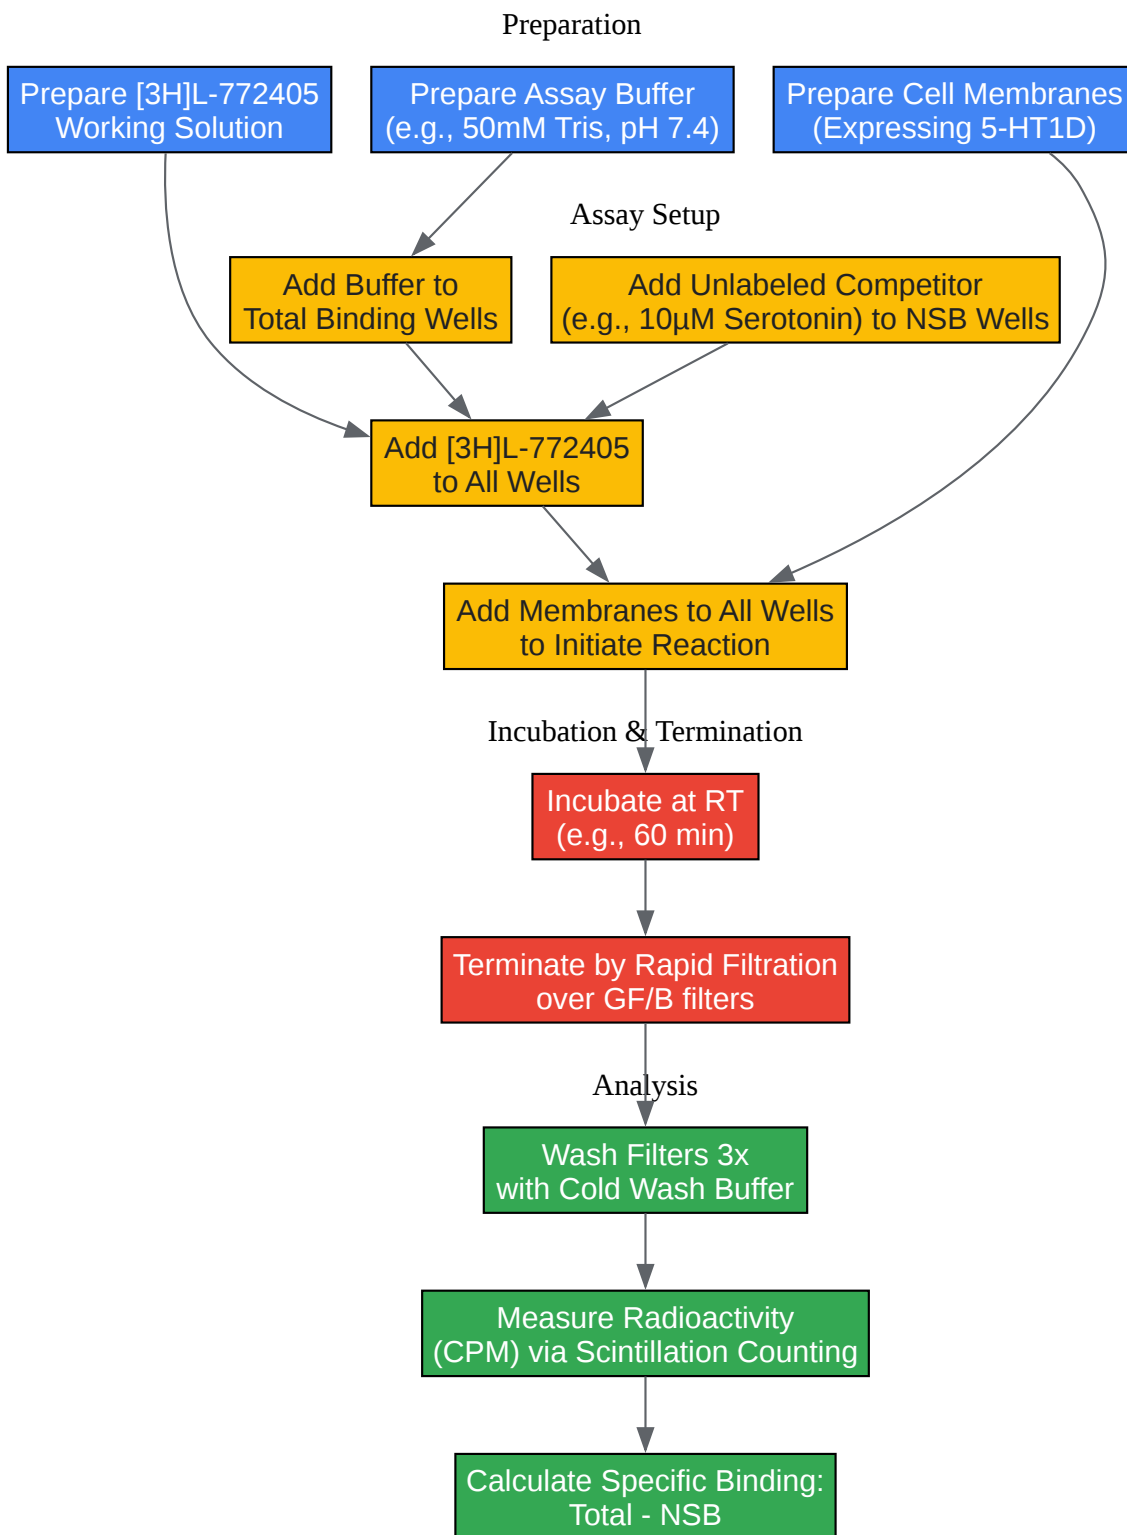 Preparation
Prepare [3H]L-772405
Working Solution
Prepare Assay Buffer
(e.g., 50mM Tris, pH 7.4)
Prepare Cell Membranes
(Expressing 5-HT1D)
Assay Setup
Add Buffer to
Total Binding Wells
Add Unlabeled Competitor
(e.g., 10µM Serotonin) to NSB Wells
Add [3H]L-772405
to All Wells
Add Membranes to All Wells
to Initiate Reaction
Incubation & Termination
Incubate at RT
(e.g., 60 min)
Terminate by Rapid Filtration
over GF/B filters
Analysis
Wash Filters 3x
with Cold Wash Buffer
Measure Radioactivity
(CPM) via Scintillation Counting
Calculate Specific Binding:
Total - NSB